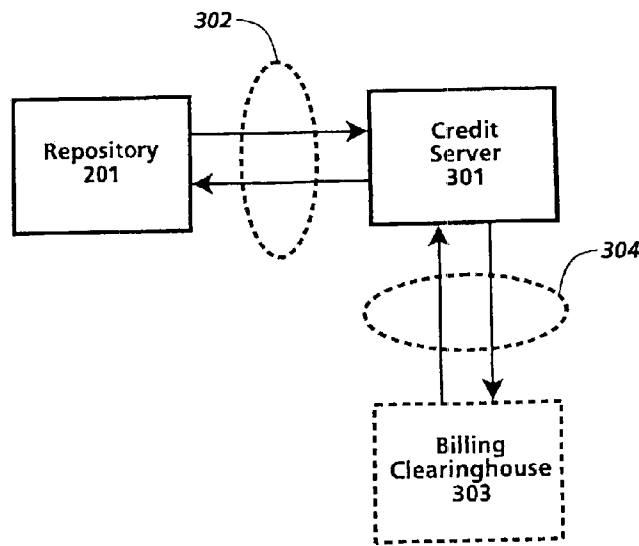 302
Repository
201
Credit
Server
301
304
Billing
Clearinghouse
303